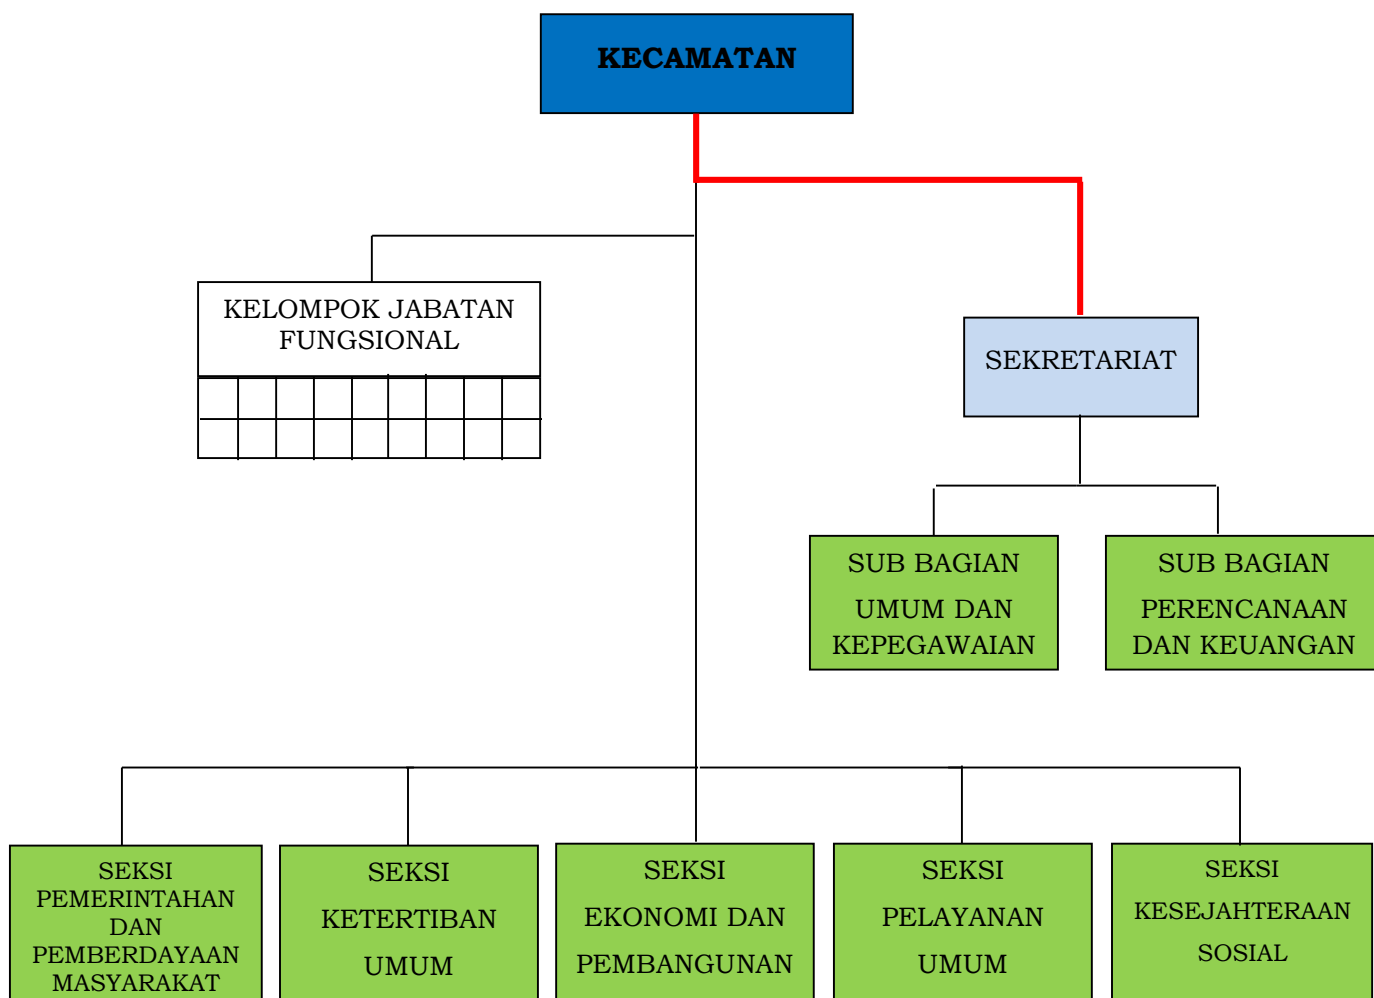 KECAMATAN
KELOMPOK JABATAN
FUNGSIONAL
SEKRETARIAT
SUB BAGIAN
UMUM DAN
KEPEGAWAIAN
SUB BAGIAN
PERENCANAAN
DAN KEUANGAN
SEKSI
PEMERINTAHAN
DAN
PEMBERDAYAAN
MASYARAKAT
SEKSI
KETERTIBAN
UMUM
SEKSI
EKONOMI DAN
PEMBANGUNAN
SEKSI
PELAYANAN
UMUM
SEKSI
KESEJAHTERAAN
SOSIAL